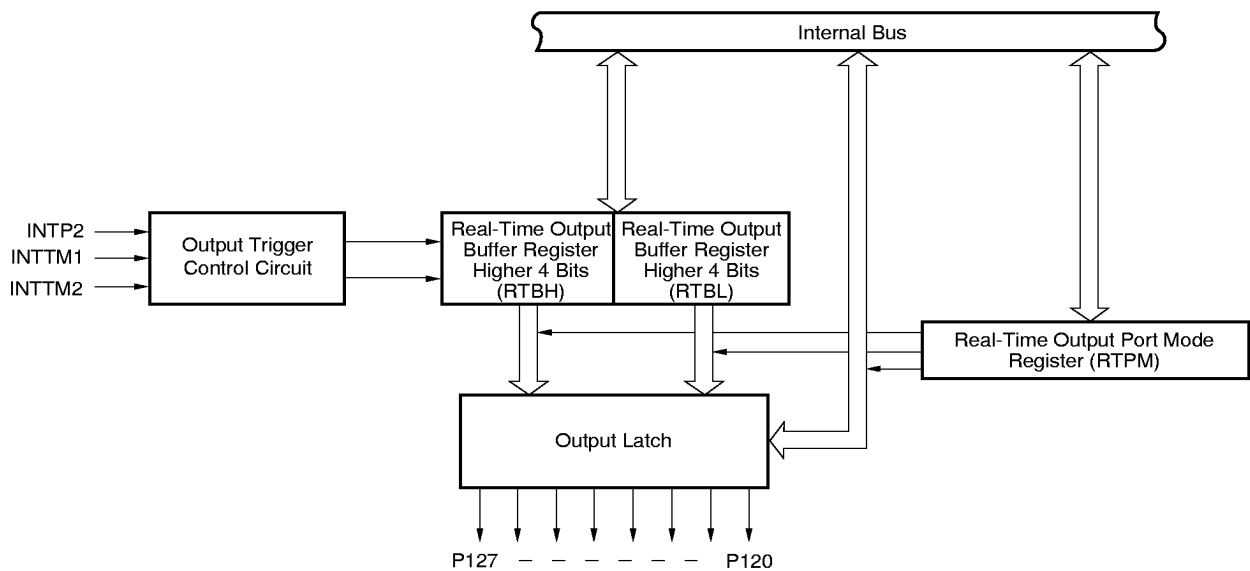 Internal Bus
INTP2
INTTM1
INTTM2
Output Trigger
Control Circuit
Real-Time Output
Buffer Register
Higher 4 Bits
(RTBH)
Real-Time Output
Buffer Register
Higher 4 Bits
(RTBL)
Real-Time Output Port Mode
Register (RTPM)
Output Latch
P127 – – – – – – – P120